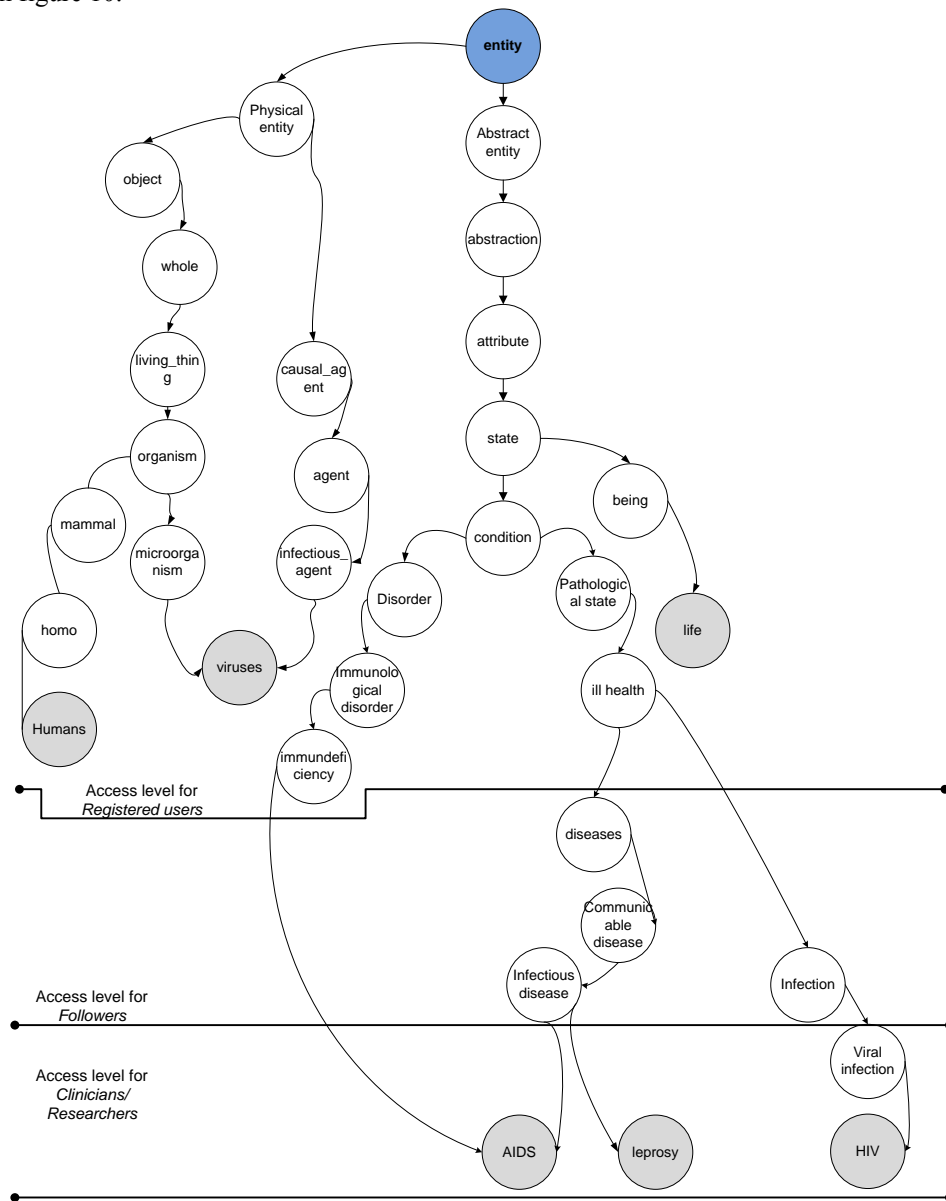 n figure 10.
entity
Physical
entity
Abstract
entity
object
abstraction
whole
attribute
living_thin
g
causal_ag
ent
state
organism
agent
being
mammal
condition
microorga
nism
infectious_
agent
Disorder
Pathologic
al state
homo
life
viruses
Immunolo
gical
disorder
ill health
Humans
immundefi
ciency
Access level for
Registered users
diseases
Communic
able
disease
Infectious
disease
Infection
Access level for
Followers
Viral
infection
Access level for
Clinicians/
Researchers
AIDS
leprosy
HIV